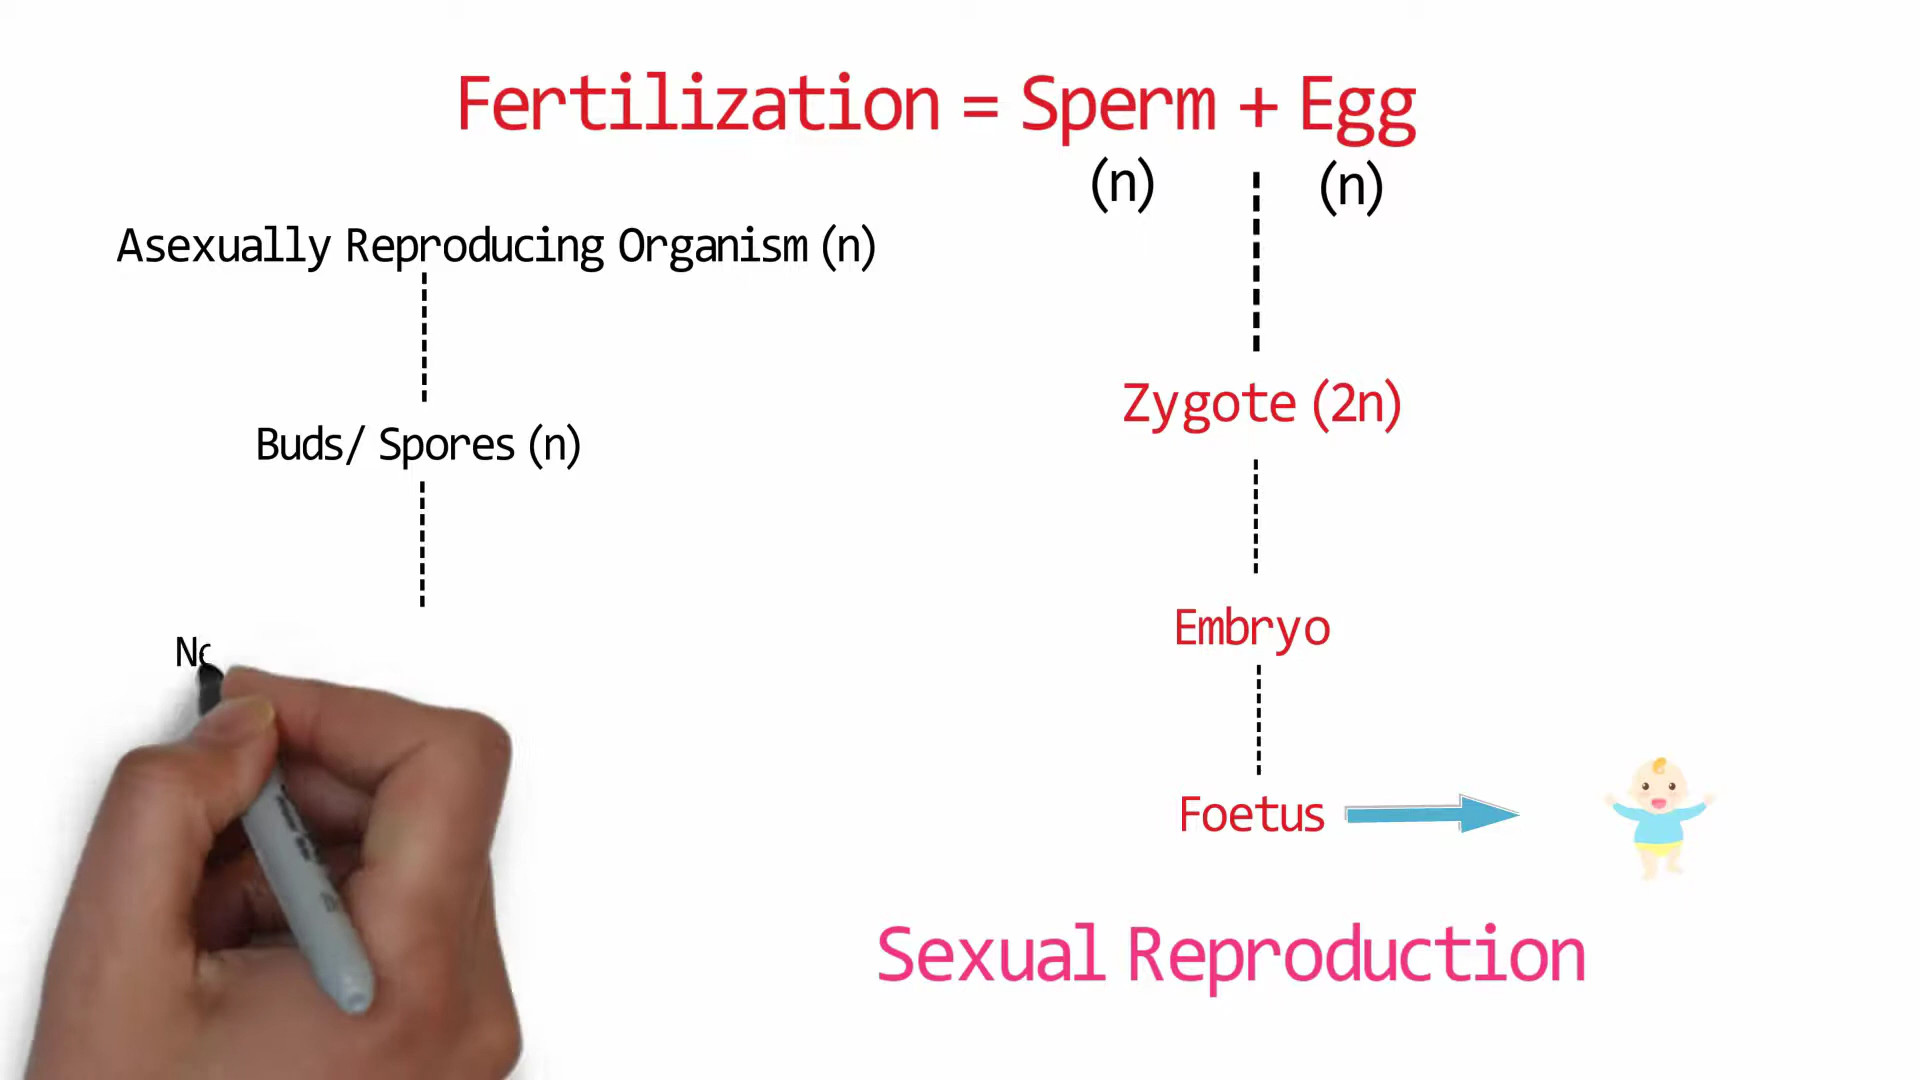 Fertilization = Sperm + Egg
(n) (n)
Asexually Reproducing Organism (n)
Zygote (2n)
Buds/ Spores (n)
Embryo
Foetus
Sexual Reproduction